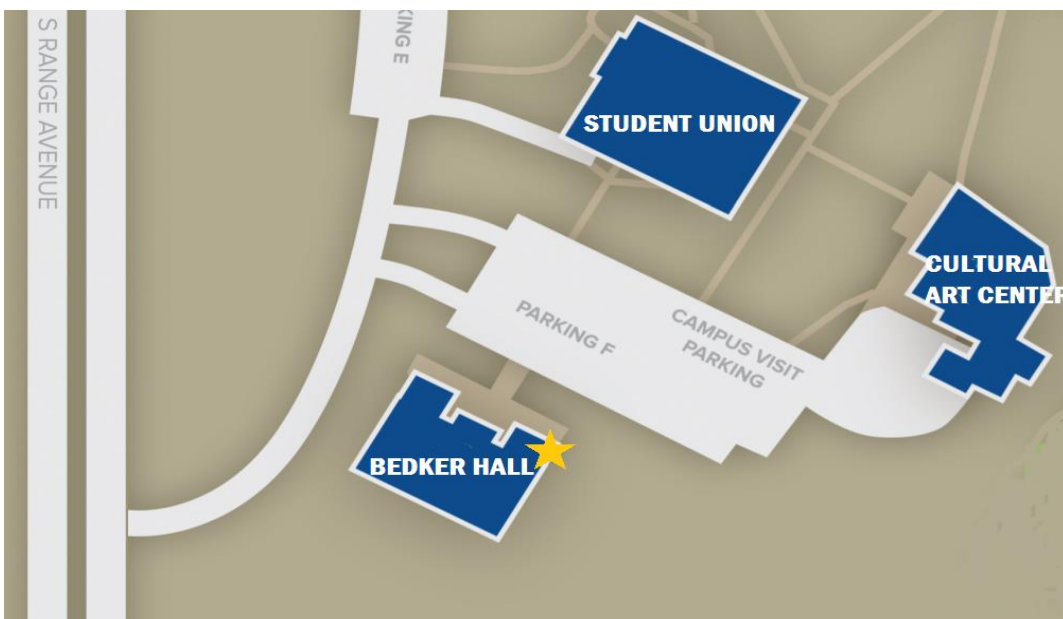 S RANGE AVENUE
KING E
STUDENT UNION
CULTURAL
ART CENTER
PARKING F
CAMPUS VISIT
PARKING
BEDKER HALL